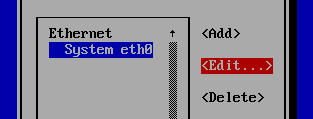 Ethernet ↑ <Add>
System eth0
<Edit...>
<Delete>